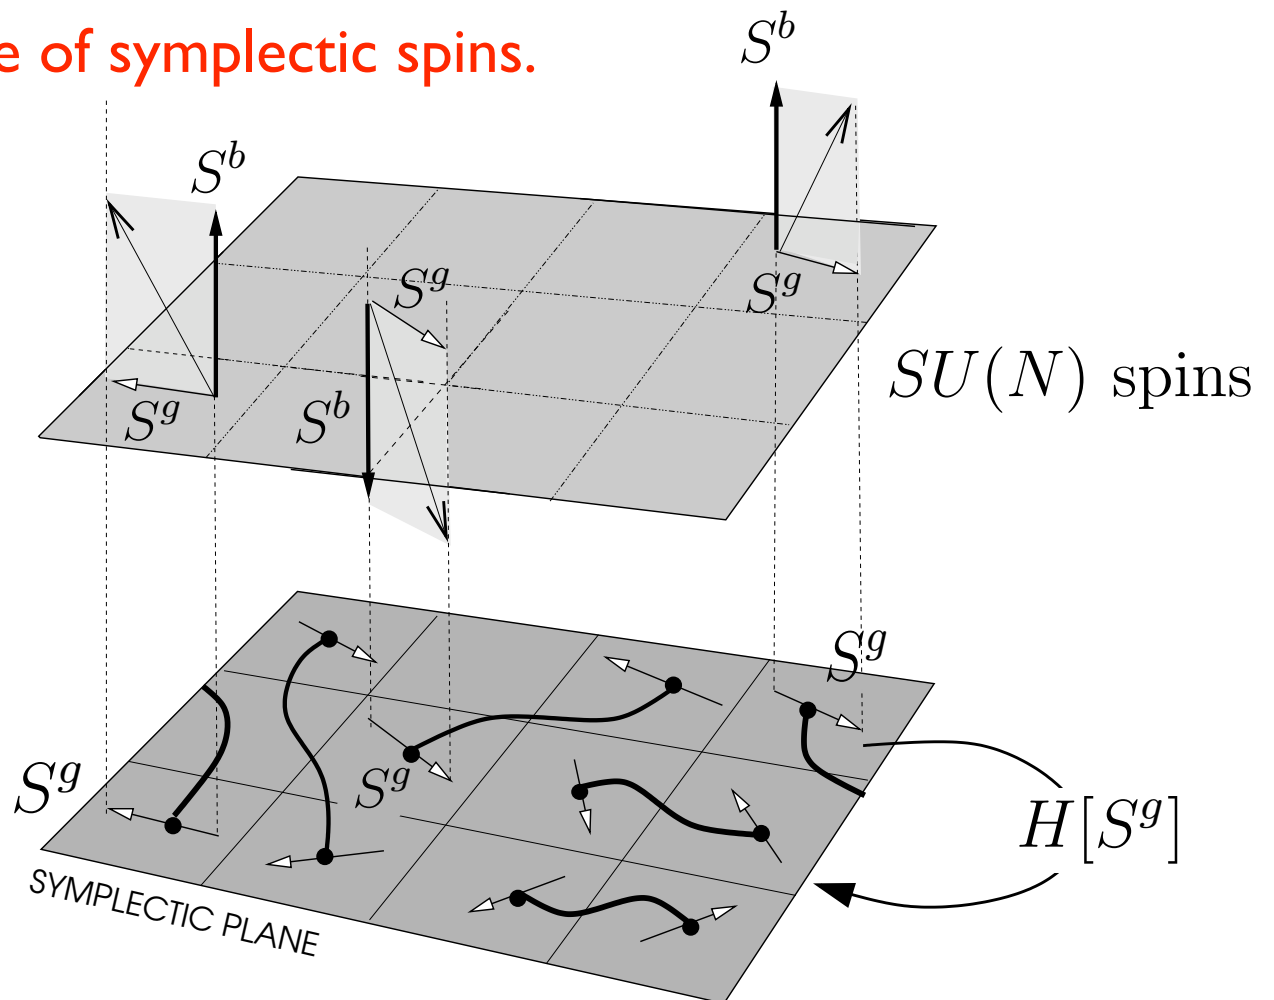 e of symplectic spins.
S^b
S^b
S^g
S^g
S^g
S^b
SU(N) spins
S^g
S^g
S^g
H[S^g]
SYMPLECTIC PLANE